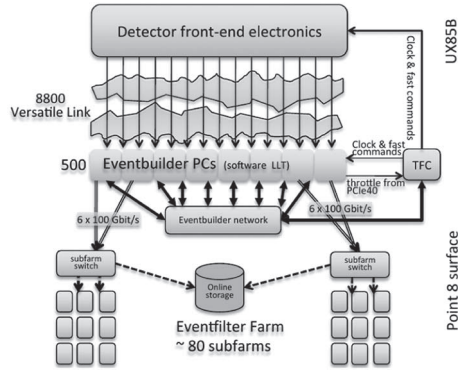 Detector front-end electronics
UX85B
Clock & fast commands
8800
Versatile Link
500
Eventbuilder PCs (software LLT)
Clock & fast
commands
TFC
throttle from
PCIe40
6 x 100 Gbit/s
6 x 100 Gbit/s
Eventbuilder network
subfarm
switch
Online
storage
subfarm
switch
Point 8 surface
Eventfilter Farm
~ 80 subfarms